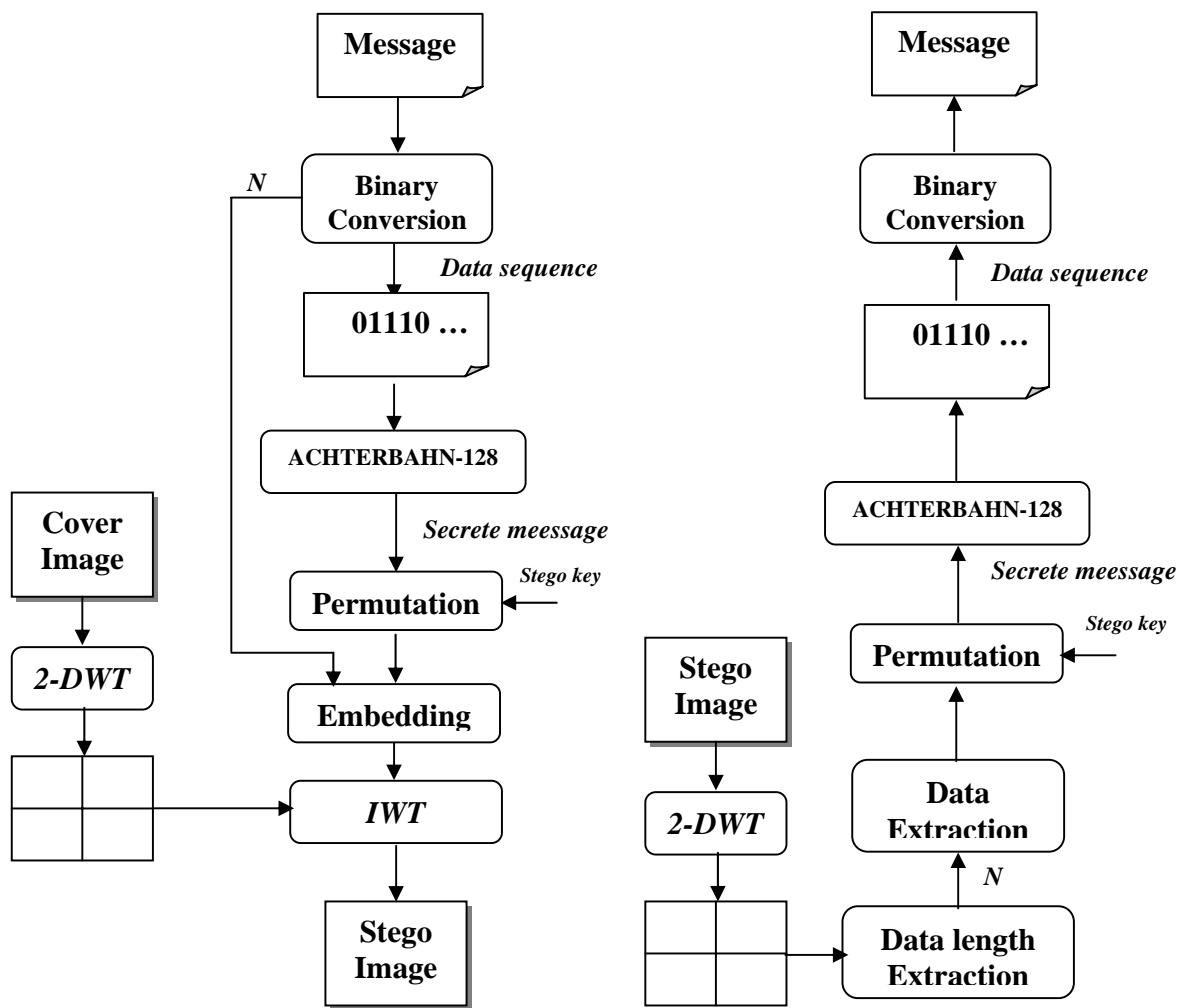 Message
N
Binary
Conversion
Data sequence
01110 …
ACHTERBAHN-128
Secrete meessage
Stego key
Permutation
Cover
Image
2-DWT
Embedding
IWT
Stego
Image
Message
Binary
Conversion
Data sequence
01110 …
ACHTERBAHN-128
Secrete meessage
Stego key
Permutation
Stego
Image
2-DWT
Data
Extraction
N
Data length
Extraction